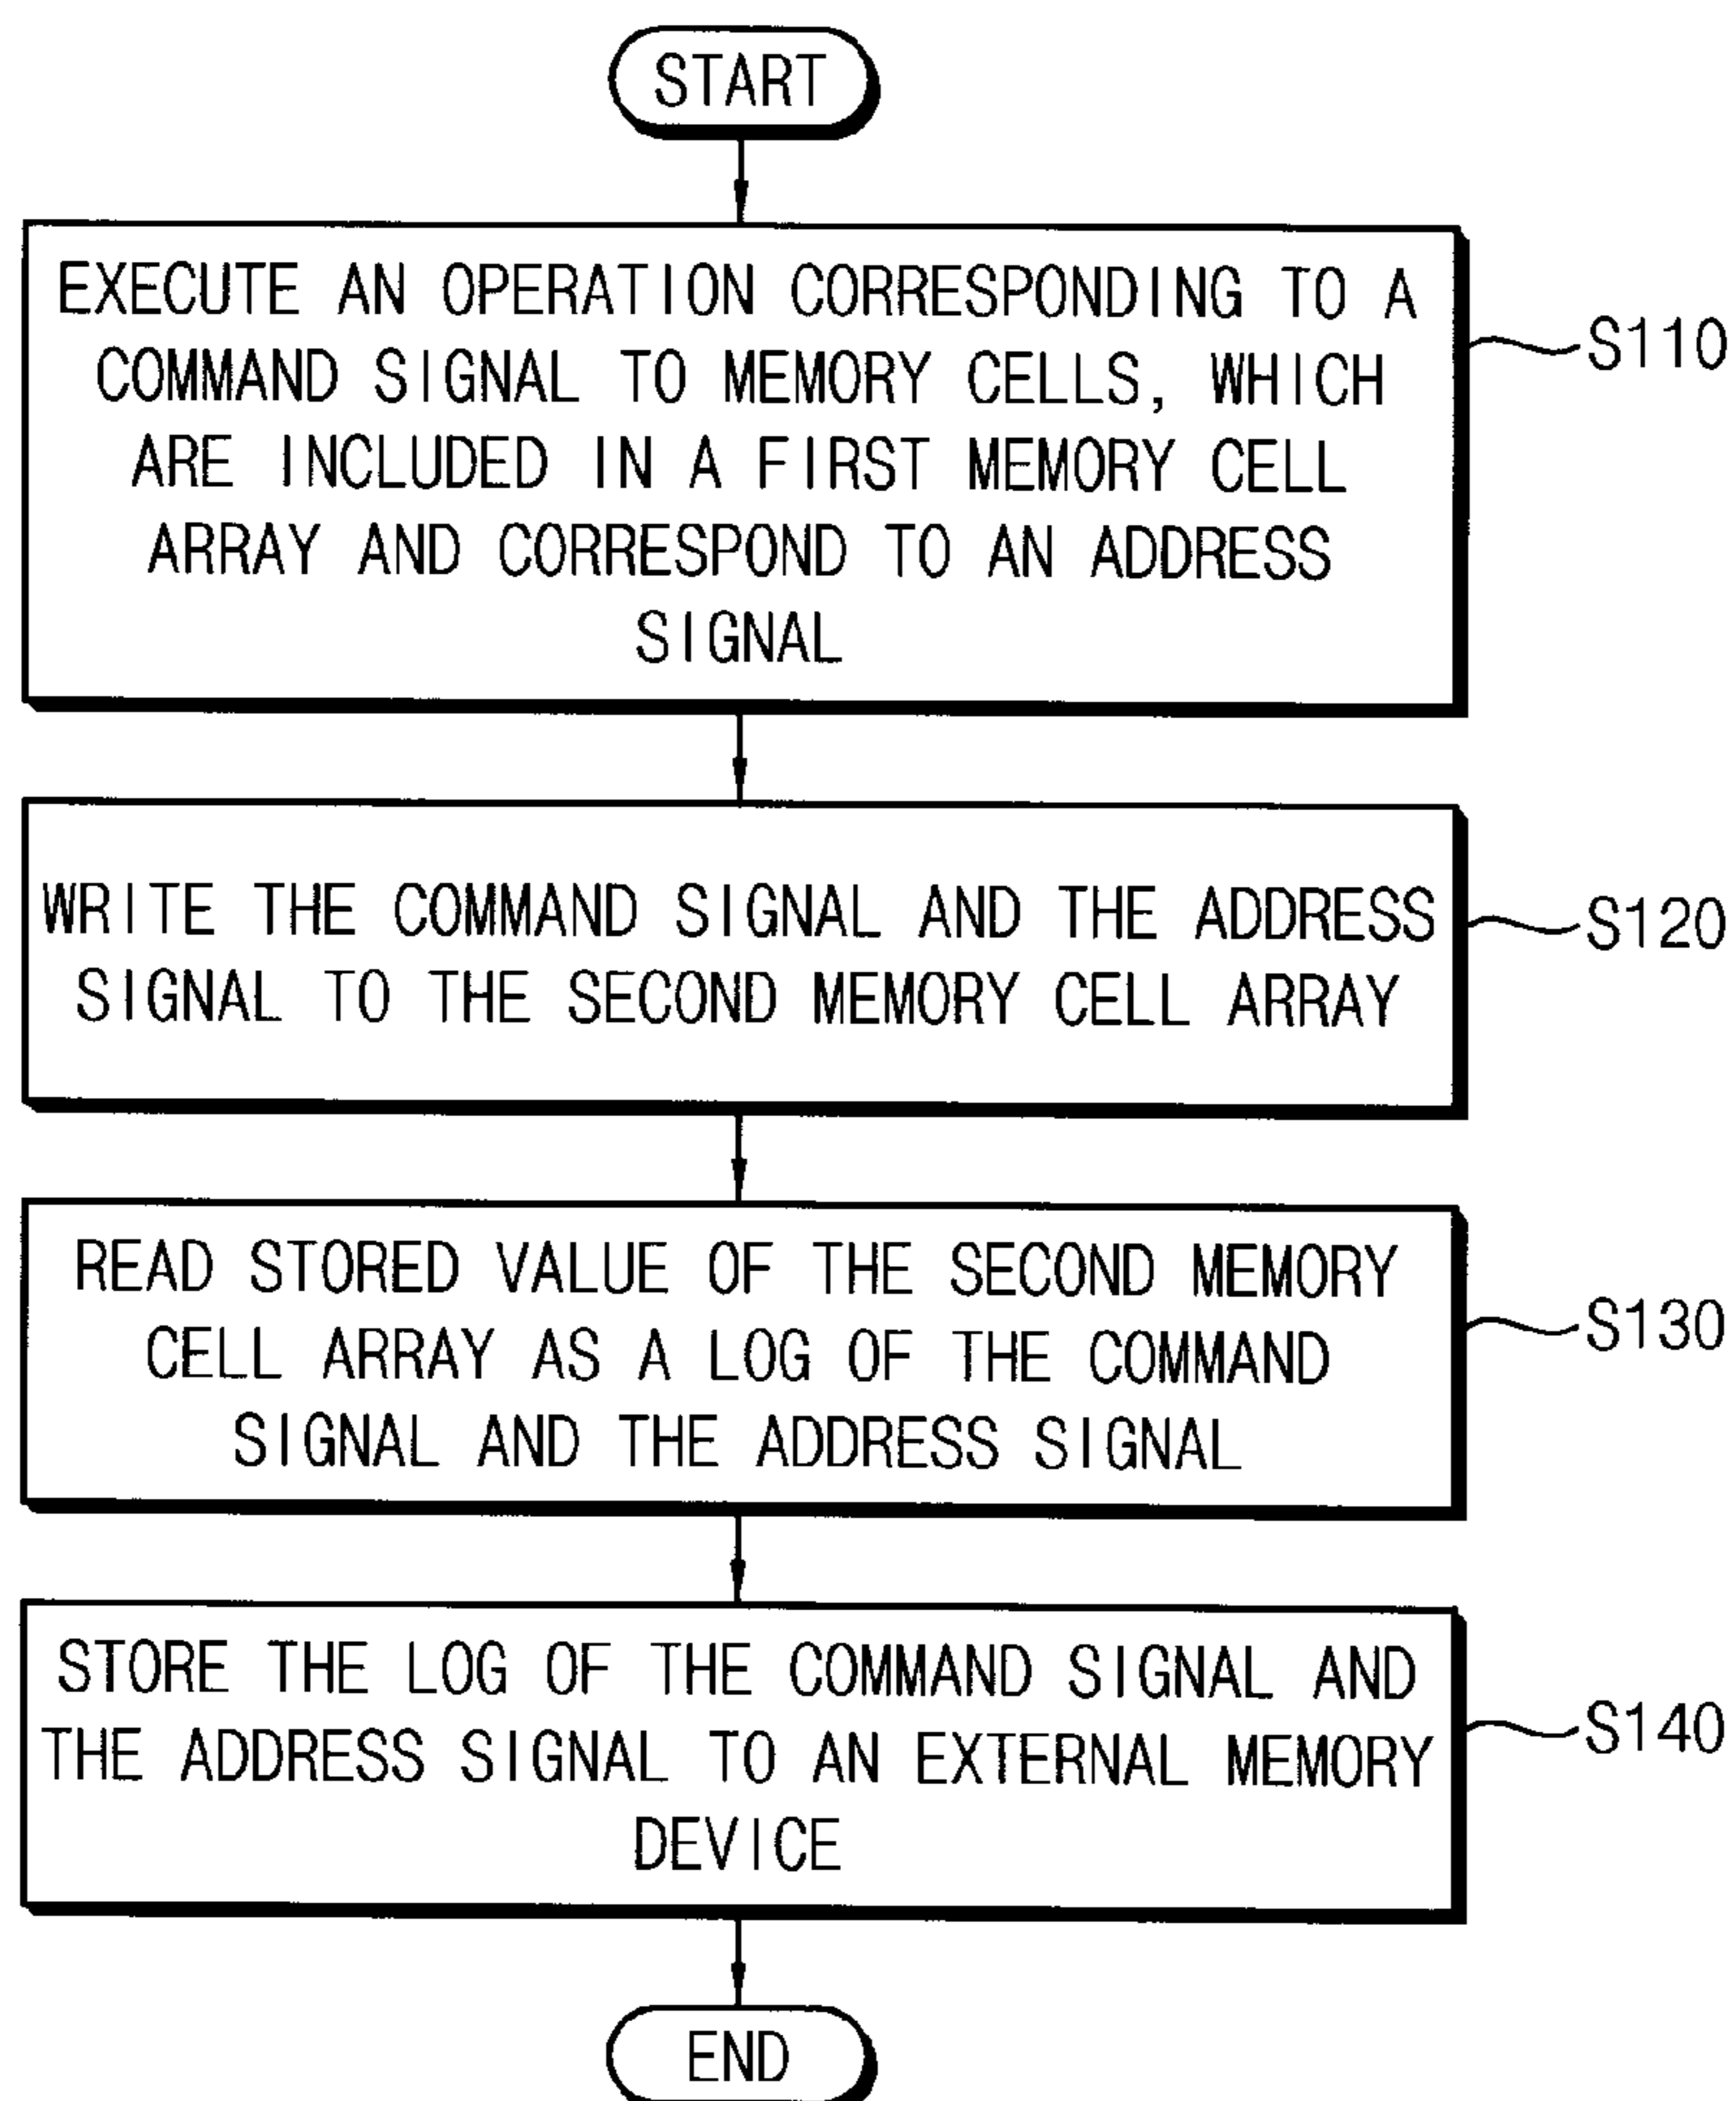 START
EXECUTE AN OPERATION CORRESPONDING TO A
COMMAND SIGNAL TO MEMORY CELLS, WHICH
ARE INCLUDED IN A FIRST MEMORY CELL
ARRAY AND CORRESPOND TO AN ADDRESS
SIGNAL
S110
WRITE THE COMMAND SIGNAL AND THE ADDRESS
SIGNAL TO THE SECOND MEMORY CELL ARRAY
S120
READ STORED VALUE OF THE SECOND MEMORY
CELL ARRAY AS A LOG OF THE COMMAND
SIGNAL AND THE ADDRESS SIGNAL
S130
STORE THE LOG OF THE COMMAND SIGNAL AND
THE ADDRESS SIGNAL TO AN EXTERNAL MEMORY
DEVICE
S140
END